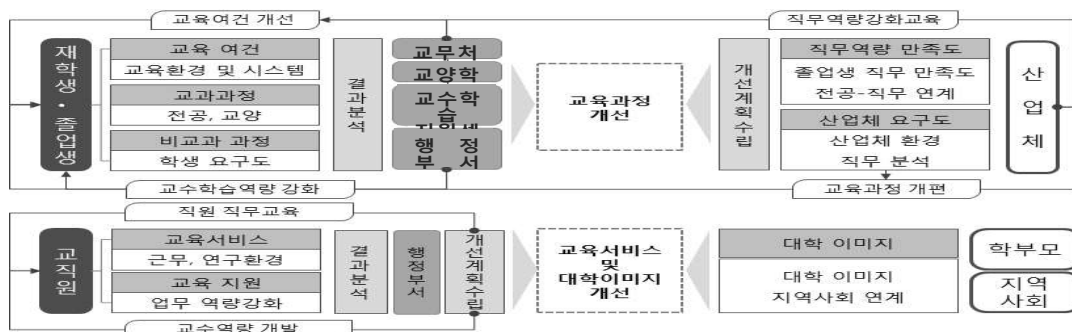 교육여건 개선
직무역량강화교육
재학생·졸업생
교육 여건
교육환경 및 시스템
교과과정
전공, 교양
비교과 과정
학생 요구도
결과분석
교무처
교양학
교수학
습
행 정
부 서
교육과정
개선
개선계획수립
직무역량 만족도
졸업생 직무 만족도
전공-직무 연계
산업체 요구도
산업체 환경
직무 분석
산업체
교수학습역량 강화
교육과정 개편
직원 직무교육
교직원
교육서비스
근무, 연구환경
교육 지원
업무 역량강화
결과분석
행정부서
개선계획수립
교육서비스
및
대학이미지
개선
대학 이미지
대학 이미지
지역사회 연계
학부모
지역
사회
교수역량 개발